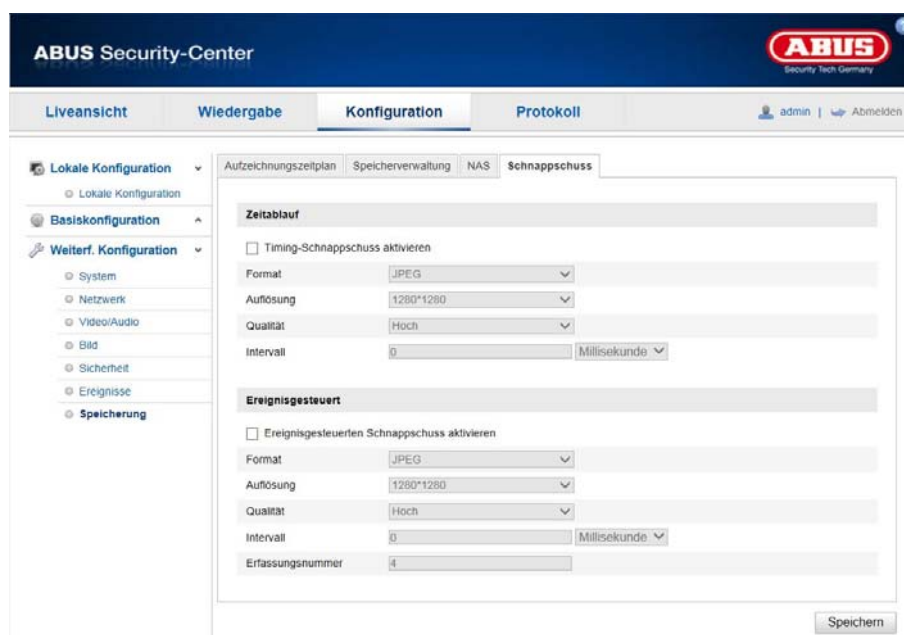 ABUS Security-Center
ABUS
Security Tech Germany
Liveansicht Wiedergabe Konfiguration Protokoll admin | Abmelden
Lokale Konfiguration
Lokale Konfiguration
Basiskonfiguration
Weiterf. Konfiguration
System
Netzwerk
Video/Audio
Bild
Sicherheit
Ereignisse
Speicherung
Aufzeichnungszeitplan Speicherverwaltung NAS Schnappschuss
Zeitablauf
Timing-Schnappschuss aktivieren
Format JPEG
Auflösung 1280*1280
Qualität Hoch
Intervall 0 Millisekunde
Ereignisgesteuert
Ereignisgesteuerten Schnappschuss aktivieren
Format JPEG
Auflösung 1280*1280
Qualität Hoch
Intervall 0 Millisekunde
Erfassungsnummer 4
Speichern